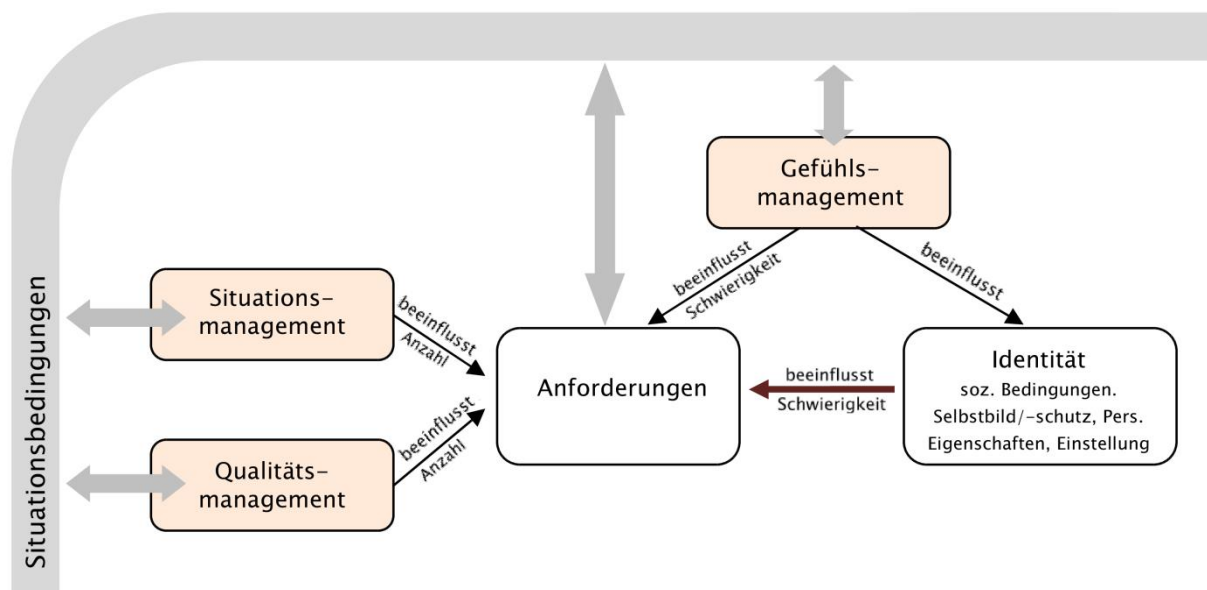 Situationsbedingungen
Gefühls-
management
beeinflusst
Schwierigkeit
beeinflusst
Situations-
management
beeinflusst
Anzahl
Anforderungen
beeinflusst
Schwierigkeit
Identität
soz. Bedingungen.
Selbstbild/-schutz, Pers.
Eigenschaften, Einstellung
Qualitäts-
management
beeinflusst
Anzahl